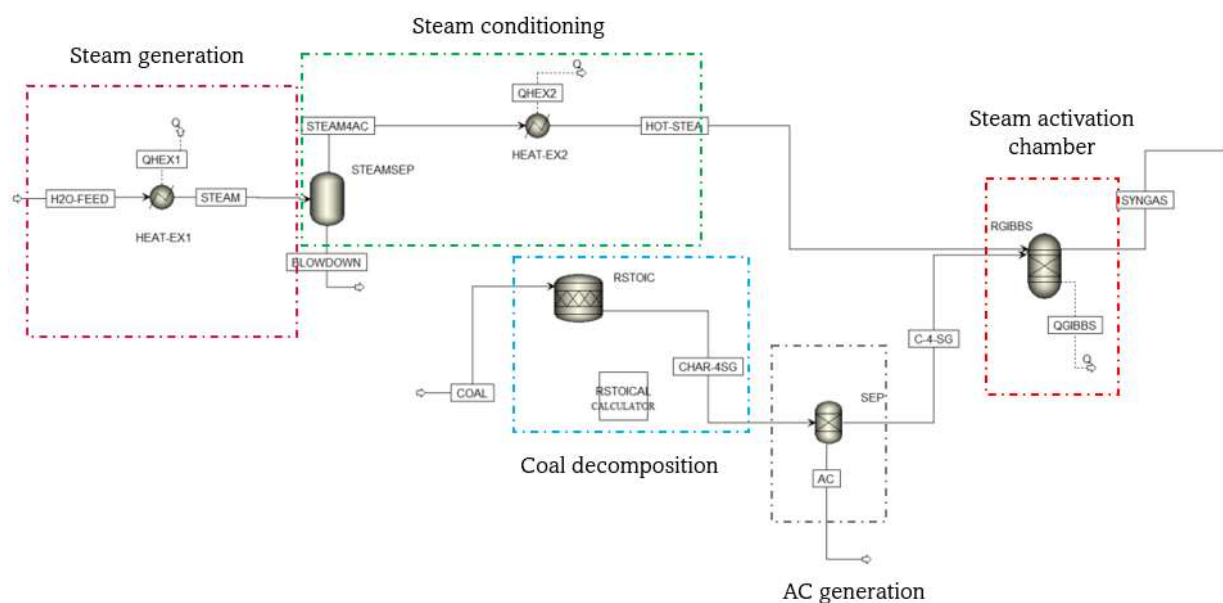 Steam conditioning
Steam generation
Q
QHEX2
STEAM4AC
HOT-STEA
HEAT-EX2
Steam activation
chamber
Q
QHEX1
STEAMSEP
H2O-FEED
STEAM
HEAT-EX1
SYNGAS
RGIBBS
BLOWDOWN
RSTOIC
QGIBBS
C-4-SG
Q
CHAR-4SG
COAL
RSTOICAL
CALCULATOR
SEP
Coal decomposition
AC
AC generation